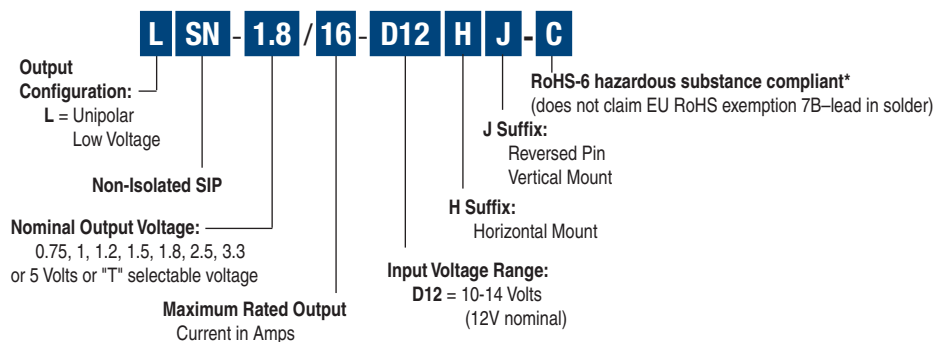 L SN - 1.8 / 16 - D12 H J - C
Output
Configuration:
L = Unipolar
Low Voltage
Non-Isolated SIP
Nominal Output Voltage:
0.75, 1, 1.2, 1.5, 1.8, 2.5, 3.3
or 5 Volts or "T" selectable voltage
Maximum Rated Output
Current in Amps
Input Voltage Range:
D12 = 10-14 Volts
(12V nominal)
H Suffix:
Horizontal Mount
J Suffix:
Reversed Pin
Vertical Mount
RoHS-6 hazardous substance compliant*
(does not claim EU RoHS exemption 7B–lead in solder)